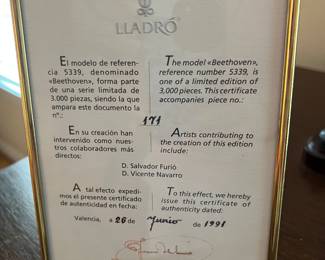 LLADRÓ
El modelo de referen-
cia 5339, denominado
«Beethoven», forma parte
de una serie limitada de
3.000 piezas, siendo la que
ampara este documento la
n.º:
The model «Beethoven»,
reference number 5339, is
one of a limited edition of
3,000 pieces. This certificate
accompanies piece no.:
171
En su creación han
intervenido como nuestros
colaboradores más
directos:
Artists contributing to
the creation of this edition
include:
D. Salvador Furió
D. Vicente Navarro
A tal efecto expedi-
mos el presente certificado
de autenticidad en fecha:
To this effect, we hereby
issue this certificate of
authenticity dated:
Valencia, a 26 de Junio de 1991